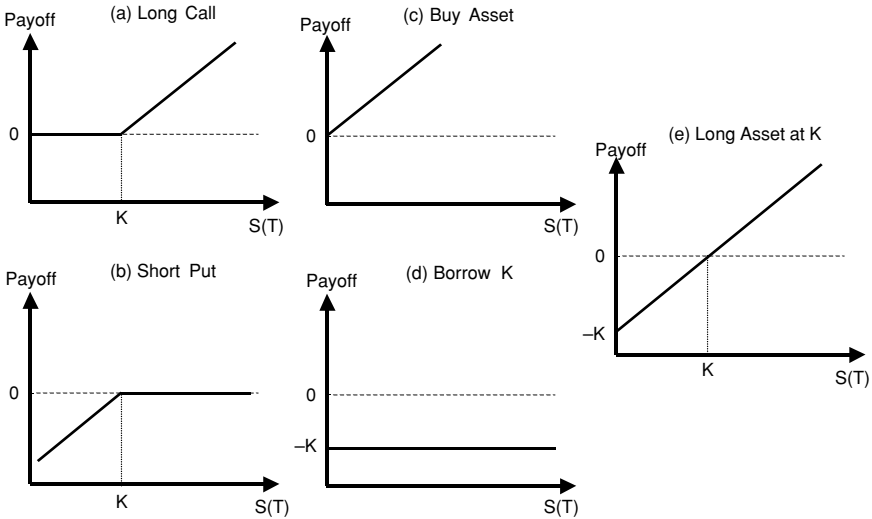 (a) Long Call
Payoff
0
K
S(T)
(b) Short Put
Payoff
0
K
S(T)
(c) Buy Asset
Payoff
0
S(T)
(d) Borrow K
Payoff
0
–K
S(T)
(e) Long Asset at K
Payoff
0
–K
K
S(T)